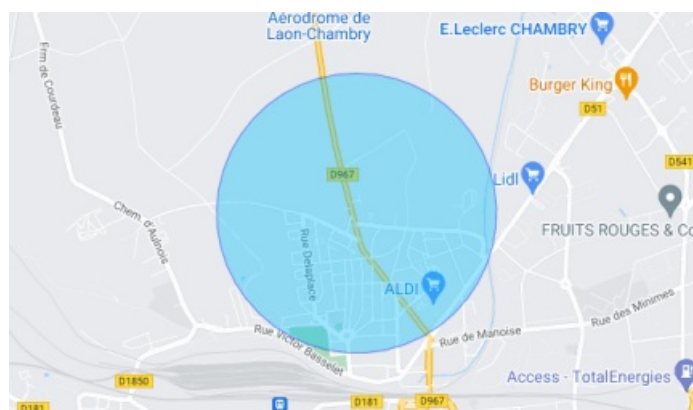 Aérodrome de
Laon-Chambry
E.Leclerc CHAMBRY
Frm de Courdeau
Burger King
D51
D541
D967
Lidl
Chem. d'Aulnois
Rue Delaplace
FRUITS ROUGES & Co
ALDI
Rue des Minimes
Rue Victor Basselet
Rue de Manoise
Access - TotalEnergies
D1850
D181
D181
D967